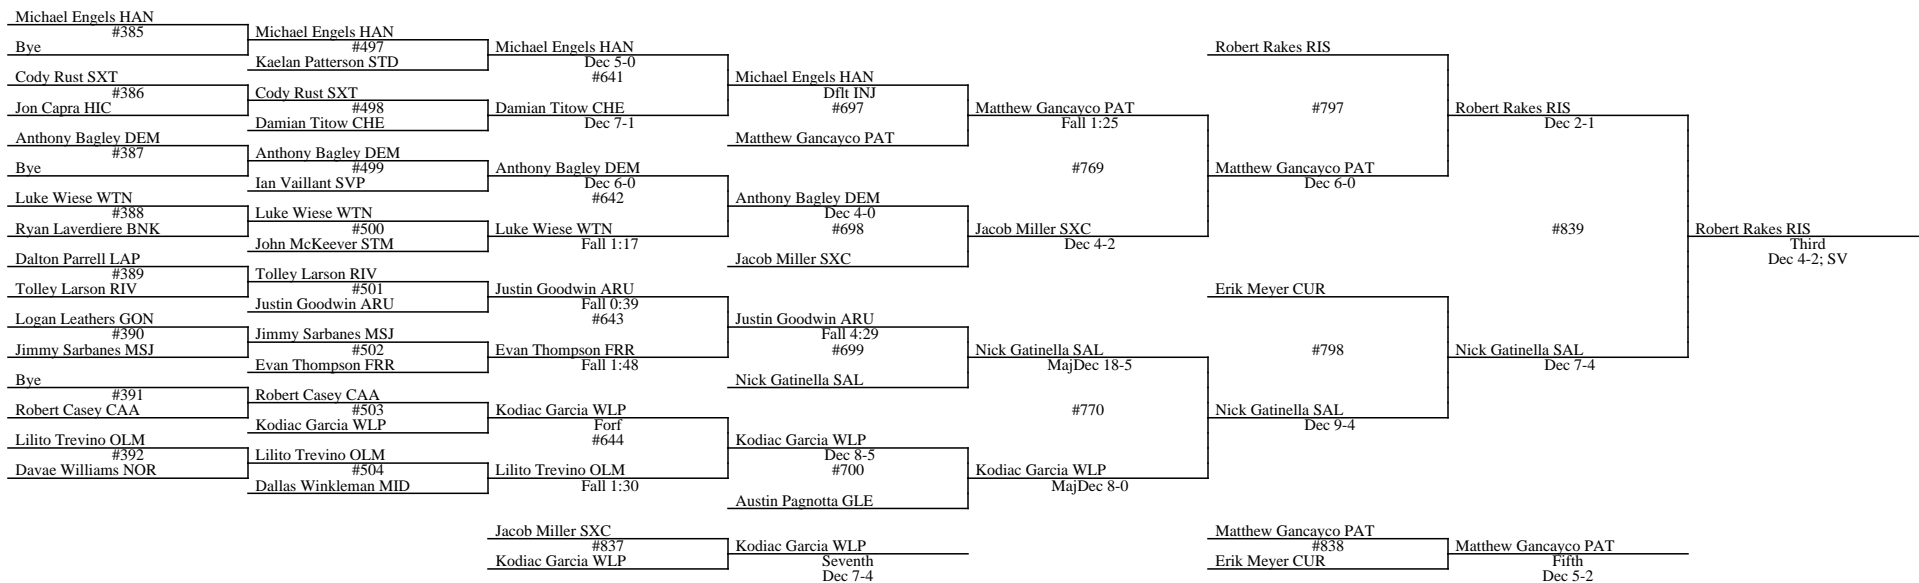 Michael Engels HAN
#385
Bye
Cody Rust SXT
#386
Jon Capra HIC
Anthony Bagley DEM
#387
Bye
Luke Wiese WTN
#388
Ryan Laverdiere BNK
Dalton Parrell LAP
#389
Tolley Larson RIV
Logan Leathers GON
#390
Jimmy Sarbanes MSJ
Bye
#391
Robert Casey CAA
Lilito Trevino OLM
#392
Davae Williams NOR
Michael Engels HAN
#497
Kaelan Patterson STD
Cody Rust SXT
#498
Damian Titow CHE
Anthony Bagley DEM
#499
Ian Vaillant SVP
Luke Wiese WTN
#500
John McKeever STM
Tolley Larson RIV
#501
Justin Goodwin ARU
Jimmy Sarbanes MSJ
#502
Evan Thompson FRR
Robert Casey CAA
#503
Kodiac Garcia WLP
Lilito Trevino OLM
#504
Dallas Winkleman MID
Michael Engels HAN
Dec 5-0
#641
Damian Titow CHE
Dec 7-1
Anthony Bagley DEM
Dec 6-0
#642
Luke Wiese WTN
Fall 1:17
Justin Goodwin ARU
Fall 0:39
#643
Evan Thompson FRR
Fall 1:48
Kodiac Garcia WLP
Forf
#644
Lilito Trevino OLM
Fall 1:30
Jacob Miller SXC
#837
Kodiac Garcia WLP
Michael Engels HAN
Dflt INJ
#697
Matthew Gancayco PAT
Anthony Bagley DEM
Dec 4-0
#698
Jacob Miller SXC
Justin Goodwin ARU
Fall 4:29
#699
Nick Gatinella SAL
Kodiac Garcia WLP
Dec 8-5
#700
Austin Pagnotta GLE
Kodiac Garcia WLP
Seventh
Dec 7-4
Matthew Gancayco PAT
Fall 1:25
#769
Jacob Miller SXC
Dec 4-2
Nick Gatinella SAL
MajDec 18-5
#770
Kodiac Garcia WLP
MajDec 8-0
Robert Rakes RIS
#797
Matthew Gancayco PAT
Dec 6-0
Erik Meyer CUR
#798
Nick Gatinella SAL
Dec 9-4
Matthew Gancayco PAT
#838
Erik Meyer CUR
Robert Rakes RIS
Dec 2-1
#839
Nick Gatinella SAL
Dec 7-4
Matthew Gancayco PAT
Fifth
Dec 5-2
Robert Rakes RIS
Third
Dec 4-2; SV